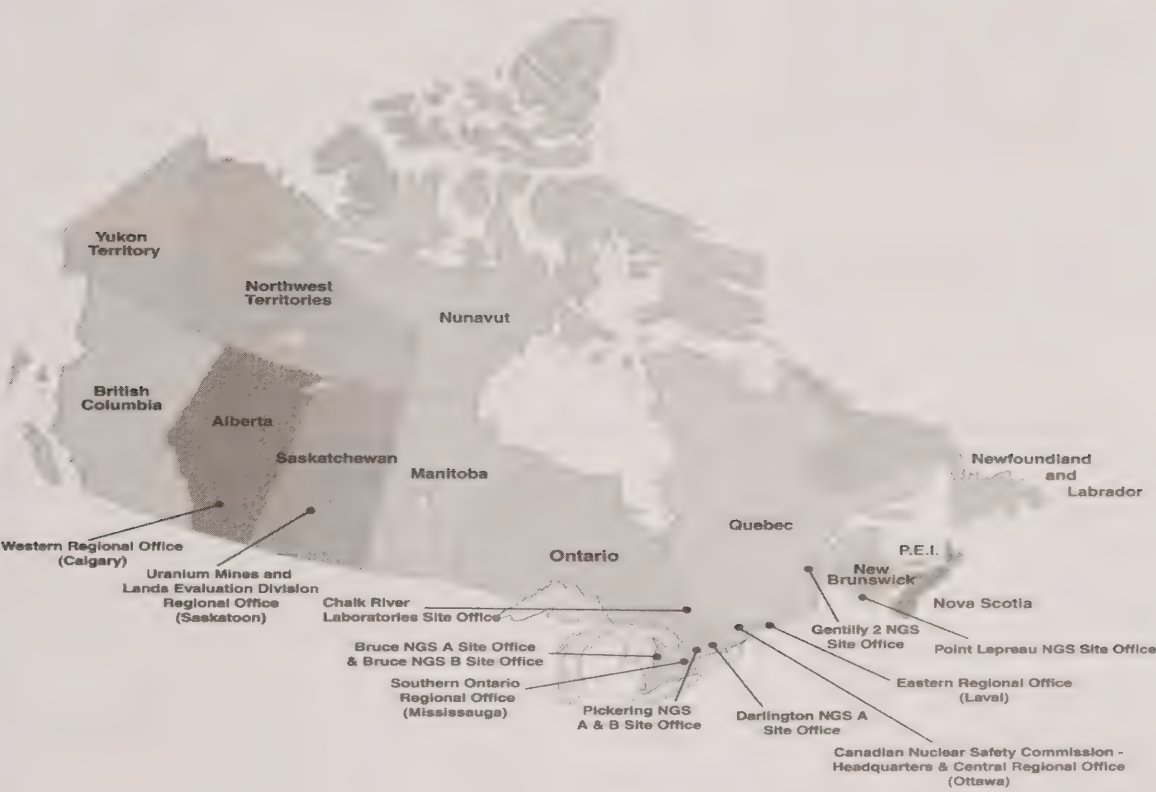 Yukon
Territory
Northwest
Territories
Nunavut
British
Columbia
Alberta
Saskatchewan
Manitoba
Newfoundland
and
Labrador
Quebec
Ontario
P.E.I.
New
Brunswick
Nova Scotia
Western Regional Office
(Calgary)
Uranium Mines and
Lands Evaluation Division
Regional Office
(Saskatoon)
Chalk River
Laboratories Site Office
Bruce NGS A Site Office
& Bruce NGS B Site Office
Southern Ontario
Regional Office
(Mississauga)
Pickering NGS
A & B Site Office
Darlington NGS A
Site Office
Gentilly 2 NGS
Site Office
Point Lepreau NGS Site Office
Eastern Regional Office
(Laval)
Canadian Nuclear Safety Commission -
Headquarters & Central Regional Office
(Ottawa)